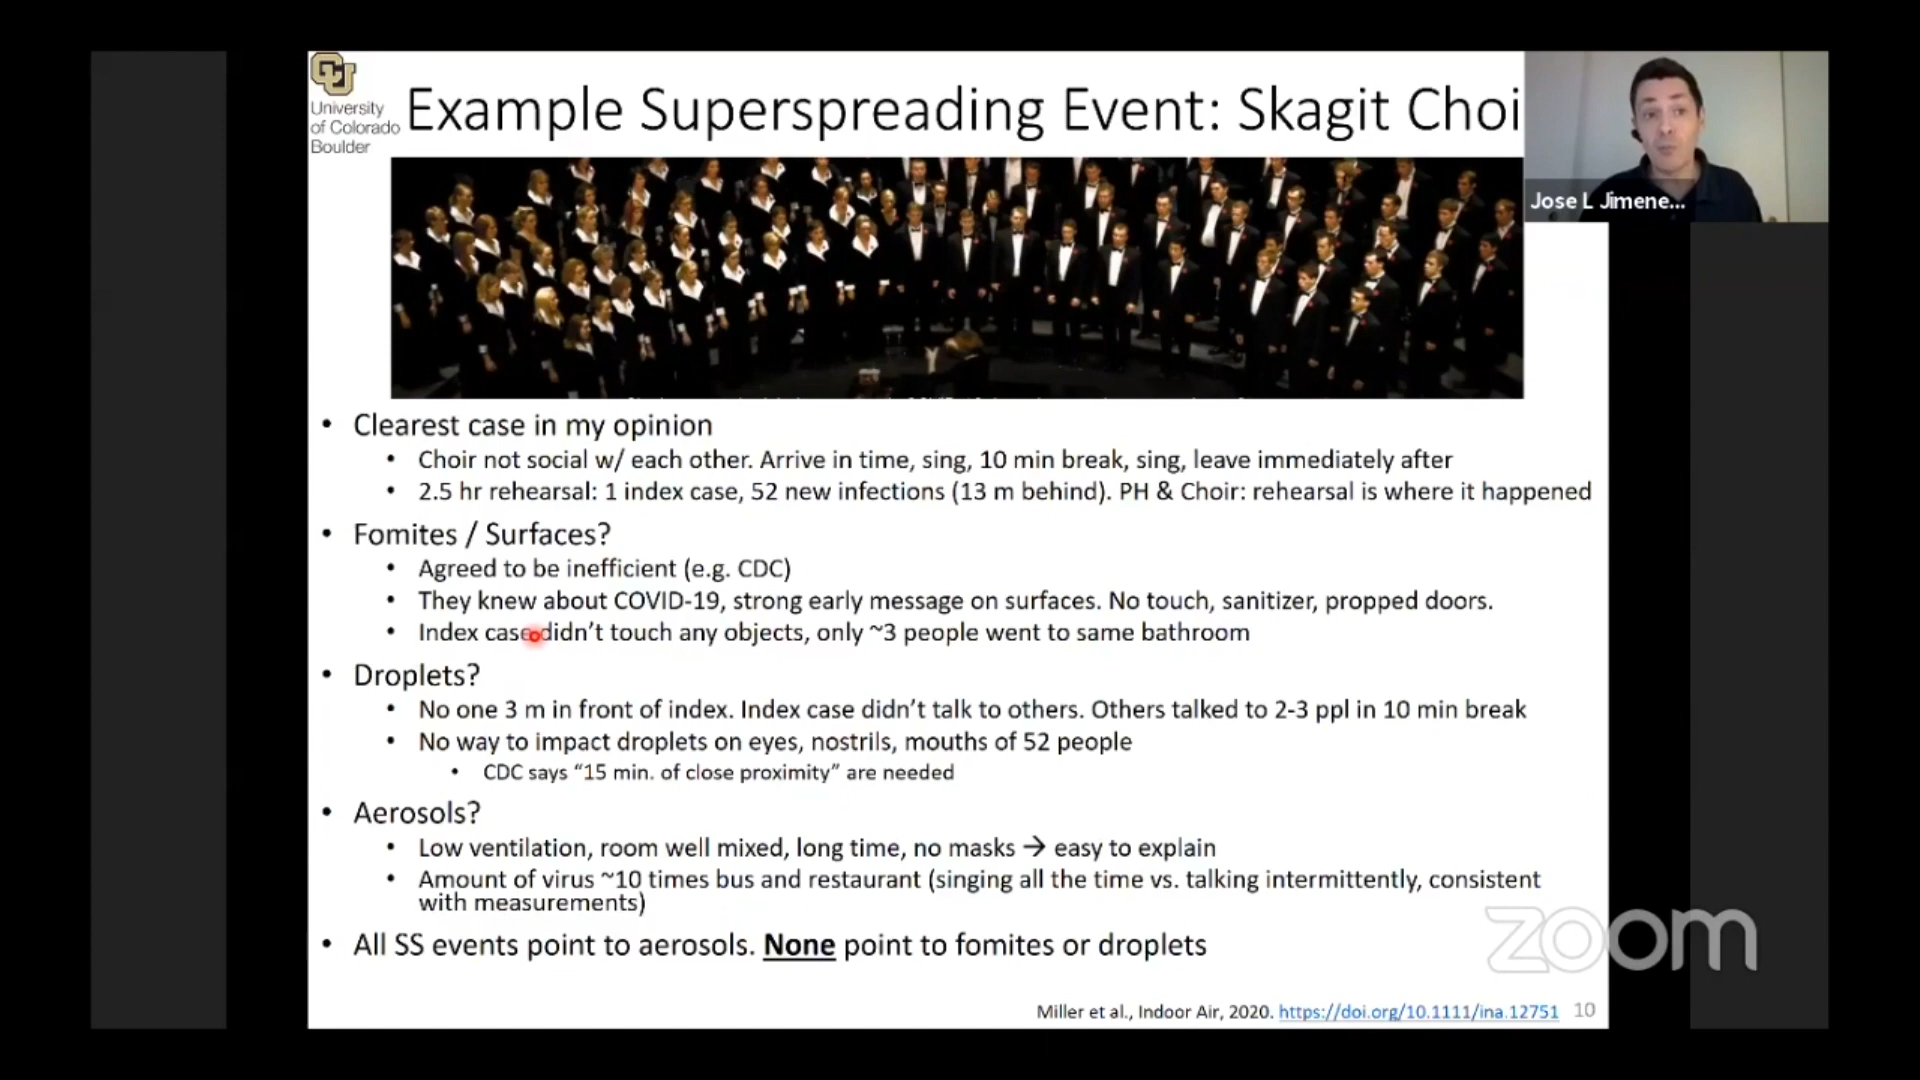 CU
University
of Colorado
Boulder
Example Superspreading Event: Skagit Choi
Jose L Jimene...
• Clearest case in my opinion
• Choir not social w/ each other. Arrive in time, sing, 10 min break, sing, leave immediately after
• 2.5 hr rehearsal: 1 index case, 52 new infections (13 m behind). PH & Choir: rehearsal is where it happened
• Fomites / Surfaces?
• Agreed to be inefficient (e.g. CDC)
• They knew about COVID-19, strong early message on surfaces. No touch, sanitizer, propped doors.
• Index case didn't touch any objects, only ~3 people went to same bathroom
• Droplets?
• No one 3 m in front of index. Index case didn't talk to others. Others talked to 2-3 ppl in 10 min break
• No way to impact droplets on eyes, nostrils, mouths of 52 people
• CDC says "15 min. of close proximity" are needed
• Aerosols?
• Low ventilation, room well mixed, long time, no masks → easy to explain
• Amount of virus ~10 times bus and restaurant (singing all the time vs. talking intermittently, consistent
with measurements)
• All SS events point to aerosols. None point to fomites or droplets
zoom
Miller et al., Indoor Air, 2020. https://doi.org/10.1111/ina.12751 10